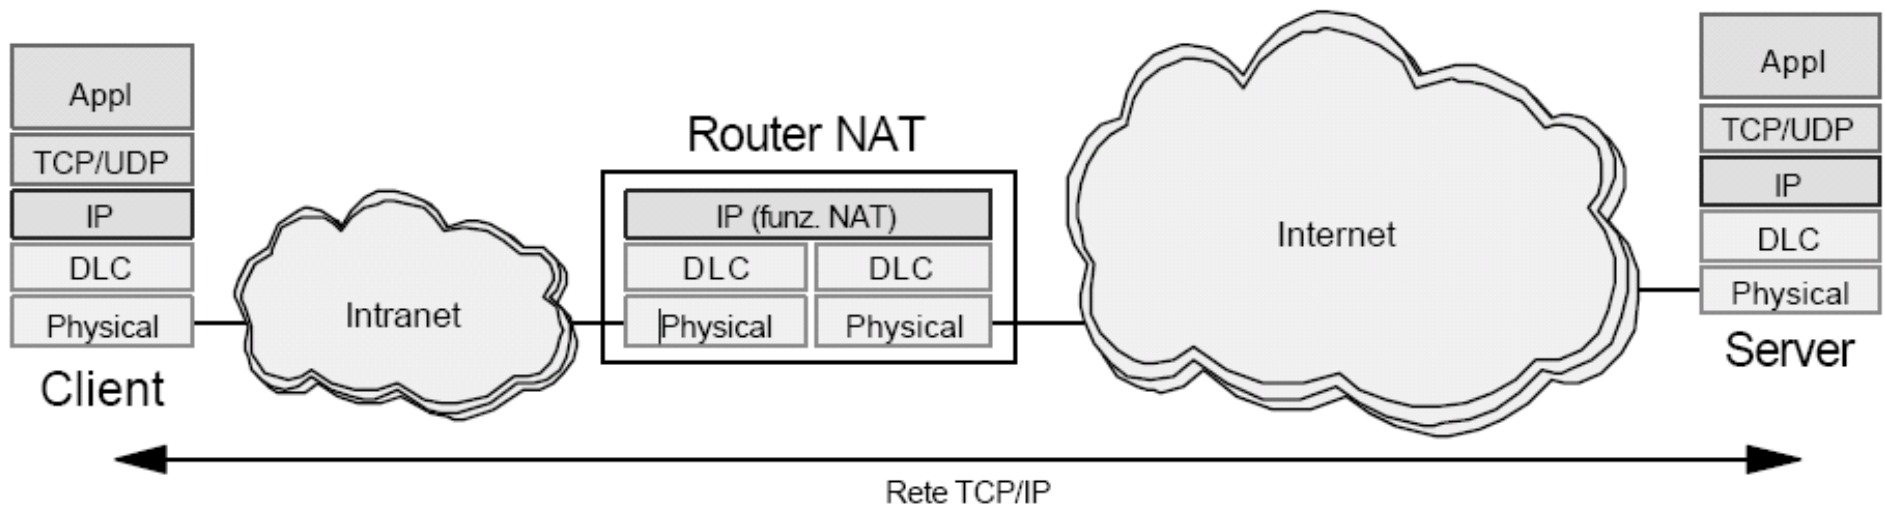 Appl
TCP/UDP
IP
DLC
Physical
Client
Intranet
Router NAT
IP (funz. NAT)
DLC DLC
Physical Physical
Internet
Appl
TCP/UDP
IP
DLC
Physical
Server
Rete TCP/IP